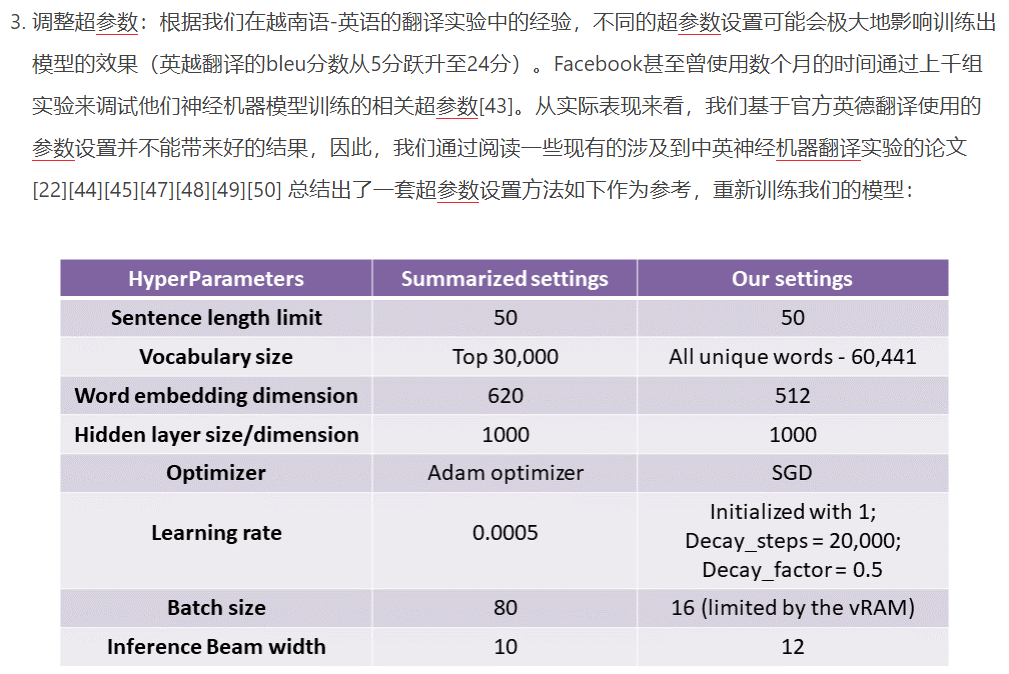 3. 调整超参数：根据我们在越南语-英语的翻译实验中的经验，不同的超参数设置可能会极大地影响训练出
模型的效果（英越翻译的bleu分数从5分跃升至24分）。Facebook甚至曾使用数个月的时间通过上千组
实验来调试他们神经机器模型训练的相关超参数[43]。从实际表现来看，我们基于官方英德翻译使用的
参数设置并不能带来好的结果，因此，我们通过阅读一些现有的涉及到中英神经机器翻译实验的论文
[22][44][45][47][48][49][50] 总结出了一套超参数设置方法如下作为参考，重新训练我们的模型：
HyperParameters Summarized settings Our settings
Sentence length limit 50 50
Vocabulary size Top 30,000 All unique words - 60,441
Word embedding dimension 620 512
Hidden layer size/dimension 1000 1000
Optimizer Adam optimizer SGD
Learning rate 0.0005 Initialized with 1;
Decay_steps = 20,000;
Decay_factor = 0.5
Batch size 80 16 (limited by the vRAM)
Inference Beam width 10 12